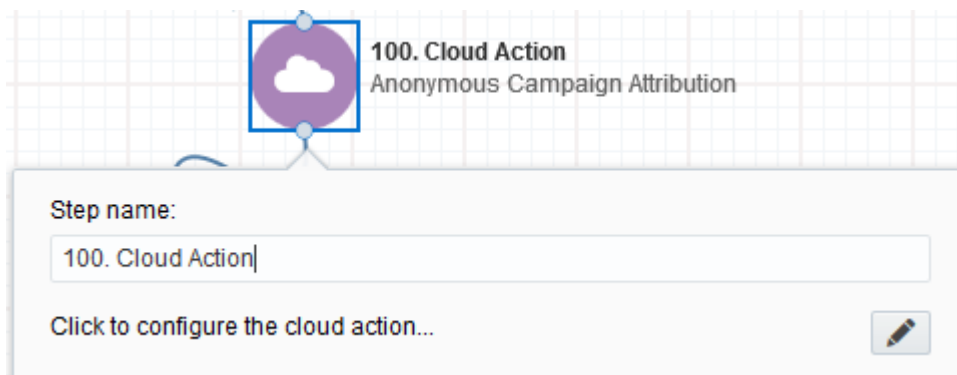 100. Cloud Action
Anonymous Campaign Attribution
Step name:
100. Cloud Action
Click to configure the cloud action...